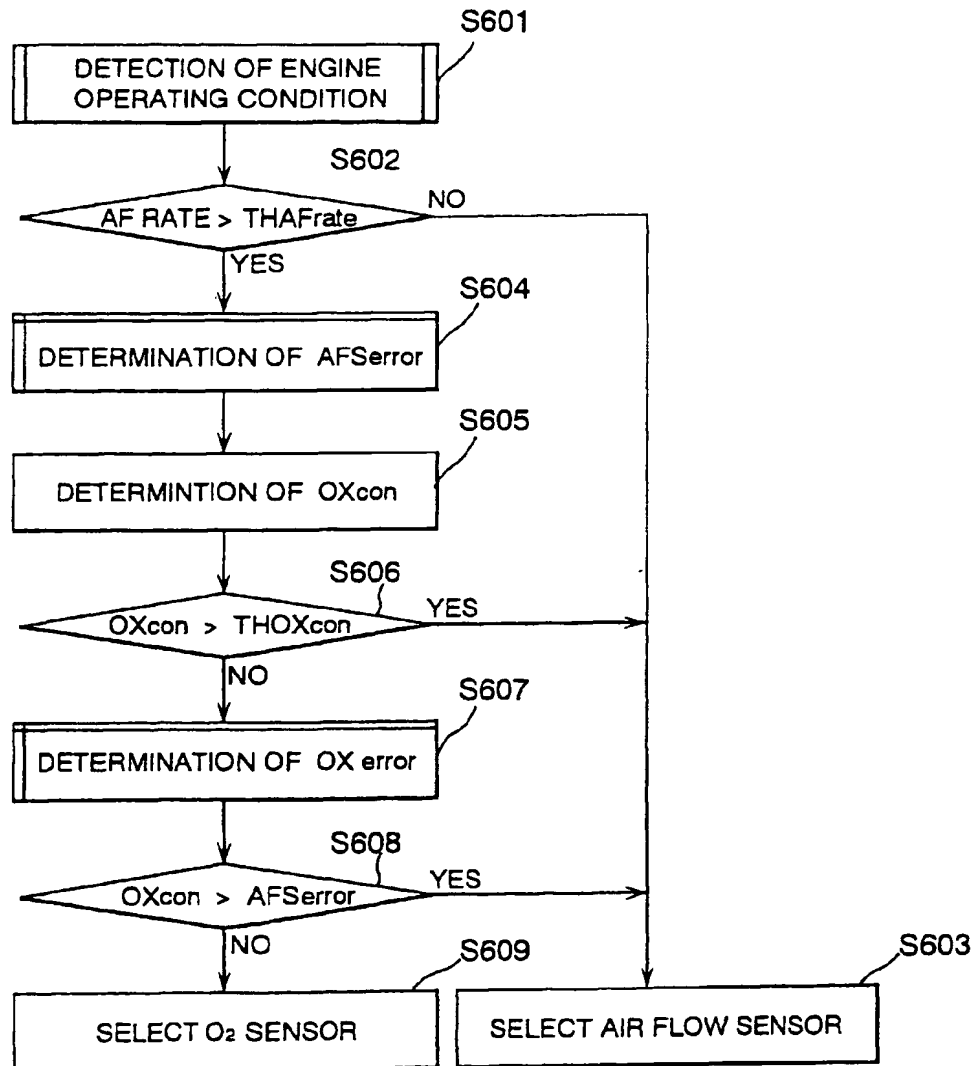 S601
DETECTION OF ENGINE
OPERATING CONDITION
S602
AF RATE > THAFrate
NO
YES
S604
DETERMINATION OF AFSerror
S605
DETERMINTION OF OXcon
S606
OXcon > THOXcon
YES
NO
S607
DETERMINATION OF OX error
S608
OXcon > AFSerror
YES
NO
S609
SELECT O₂ SENSOR
S603
SELECT AIR FLOW SENSOR